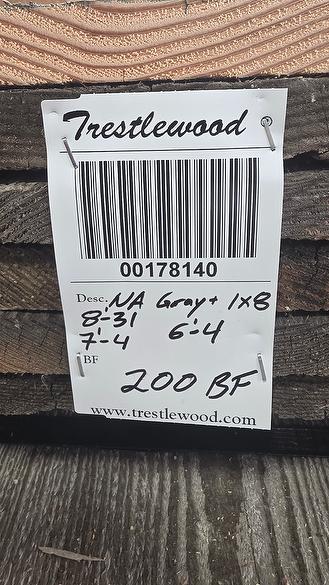 Trestlewood
00178140
Desc. NA Gray+ 1x8
8'-31
7'-4 6'-4
BF
200 BF
www.trestlewood.com